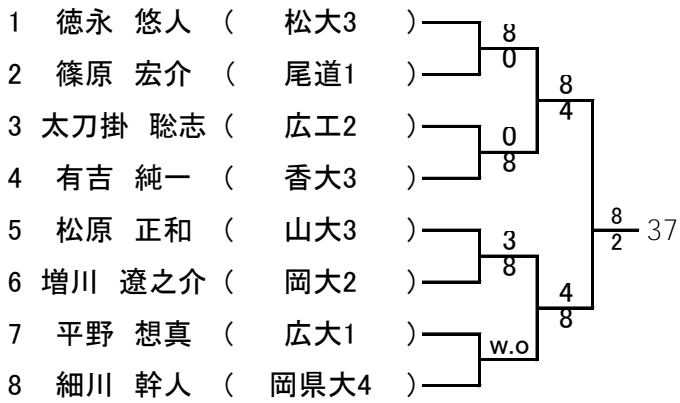 1 徳永 悠人 ( 松大3 )
8
0
2 篠原 宏介 ( 尾道1 )
8
4
3 太刀掛 聡志 ( 広工2 )
0
8
4 有吉 純一 ( 香大3 )
8
2
37
5 松原 正和 ( 山大3 )
3
8
6 増川 遼之介 ( 岡大2 )
4
8
7 平野 想真 ( 広大1 )
w.o
8 細川 幹人 ( 岡県大4 )